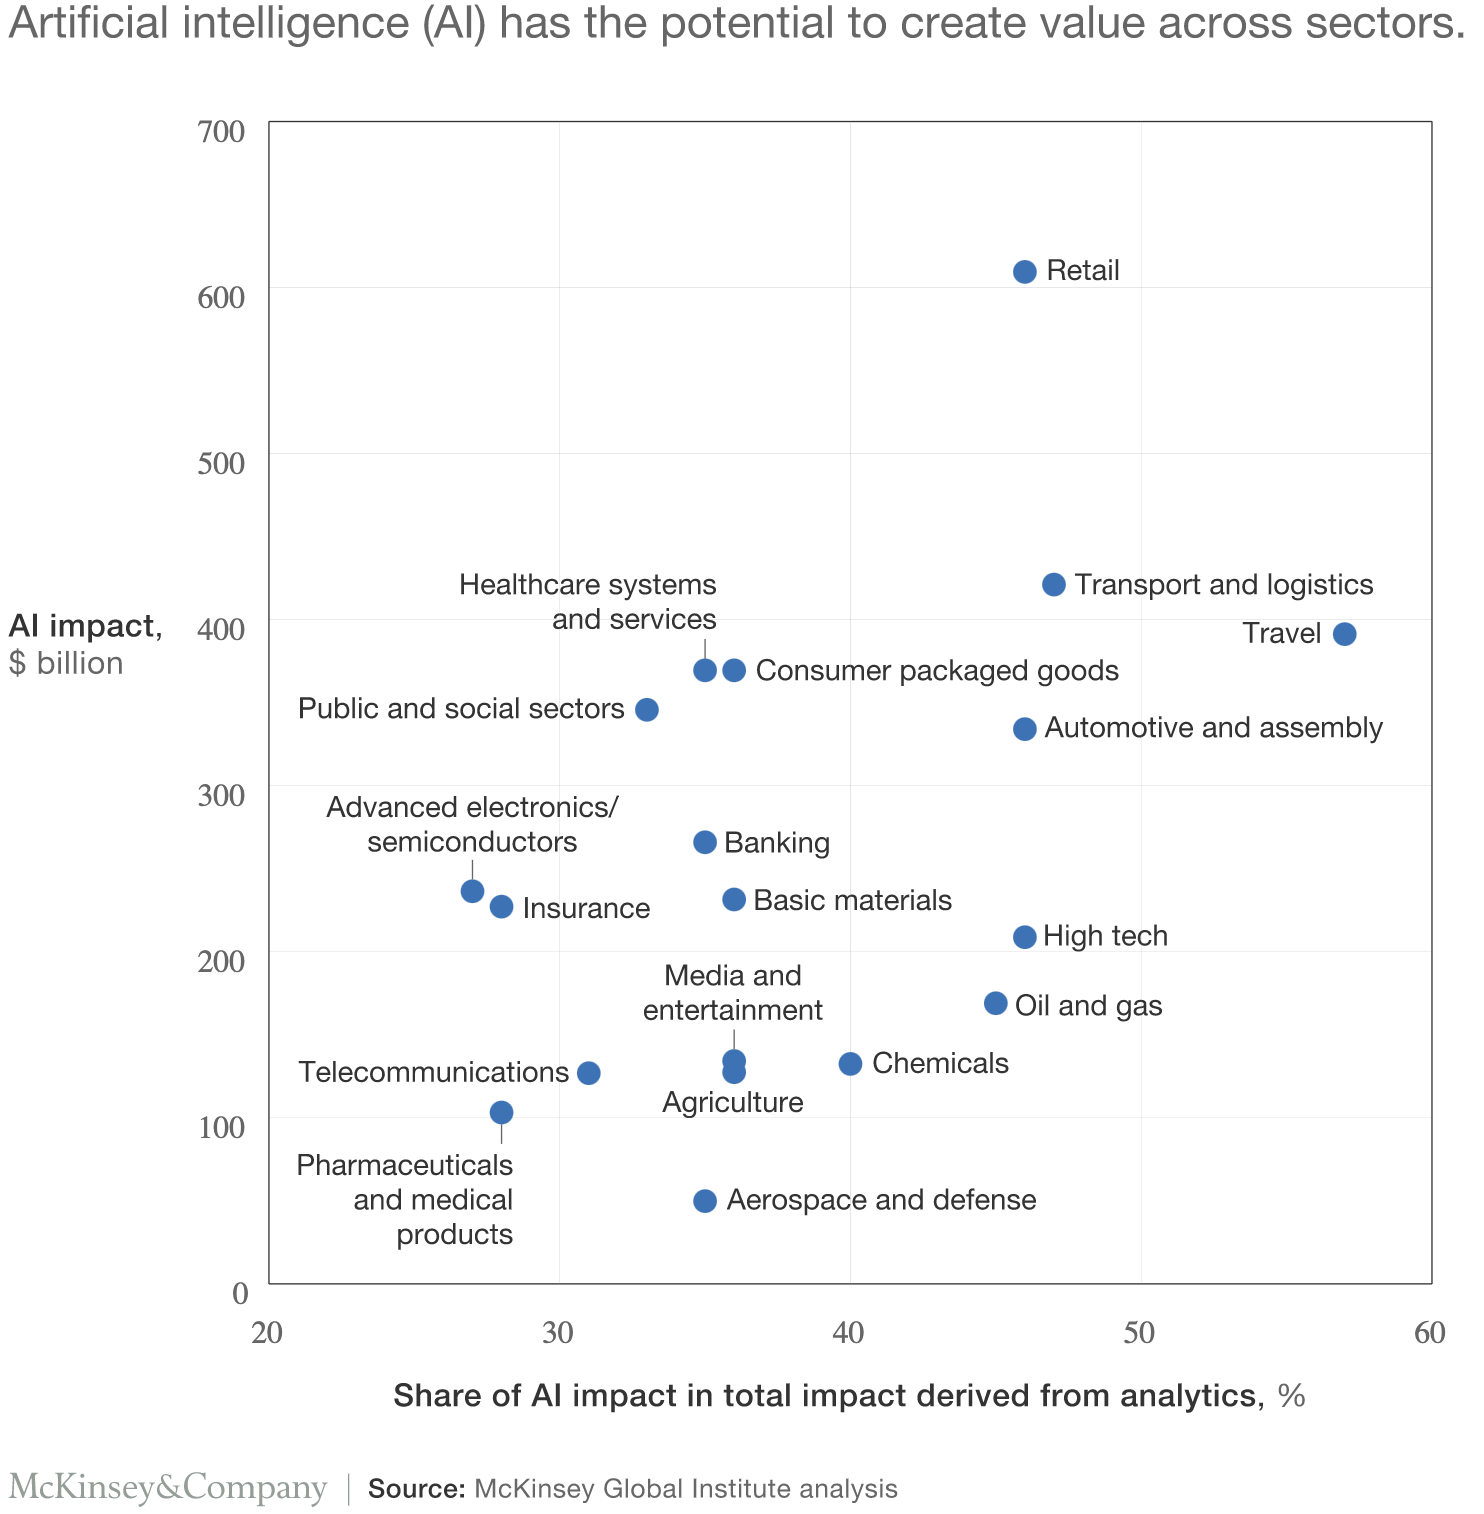 Artificial intelligence (AI) has the potential to create value across sectors.
700
600
500
400
300
200
100
0
AI impact,
$ billion
Retail
Healthcare systems
and services
Transport and logistics
Travel
Consumer packaged goods
Public and social sectors
Automotive and assembly
Advanced electronics/
semiconductors
Banking
Insurance
Basic materials
High tech
Media and
entertainment
Oil and gas
Telecommunications
Chemicals
Agriculture
Pharmaceuticals
and medical
products
Aerospace and defense
20 30 40 50 60
Share of AI impact in total impact derived from analytics, %
McKinsey&Company | Source: McKinsey Global Institute analysis